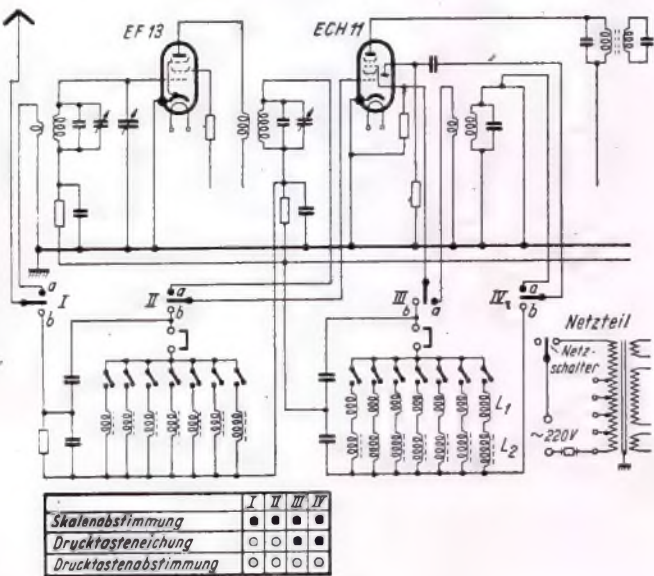 EF 13
ECH 11
a
I
b
II
a
b
III
b
a
IV
a
b
Netzteil
Netz-
schalter
~220V
L1
L2
I II III IV
Skalenabstimmung ● ● ● ●
Drucktasteneichung ○ ○ ● ●
Drucktastenabstimmung ○ ○ ○ ○